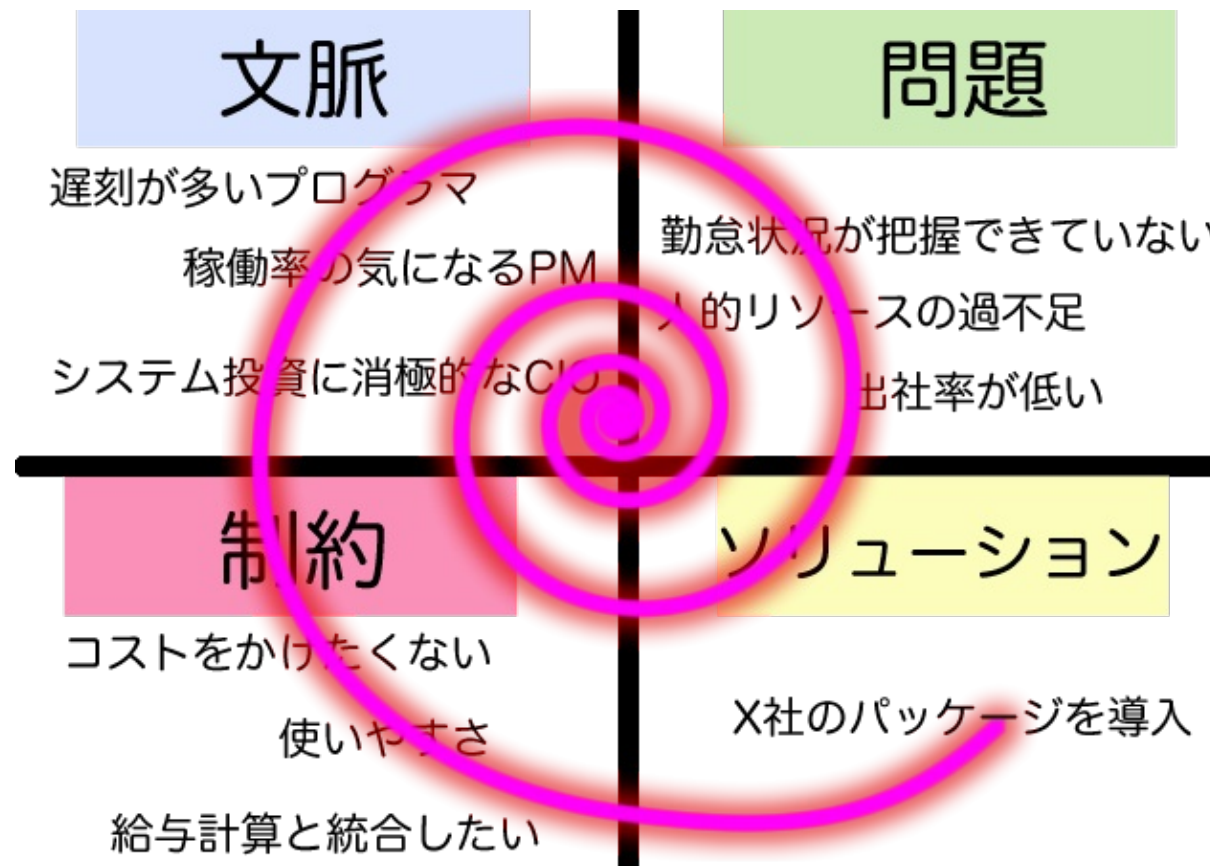 文脈
遅刻が多いプログラマ
稼働率の気になるPM
システム投資に消極的なCIO
問題
勤怠状況が把握できていない
人的リソースの過不足
出社率が低い
制約
コストをかけたくない
使いやすさ
給与計算と統合したい
ソリューション
X社のパッケージを導入